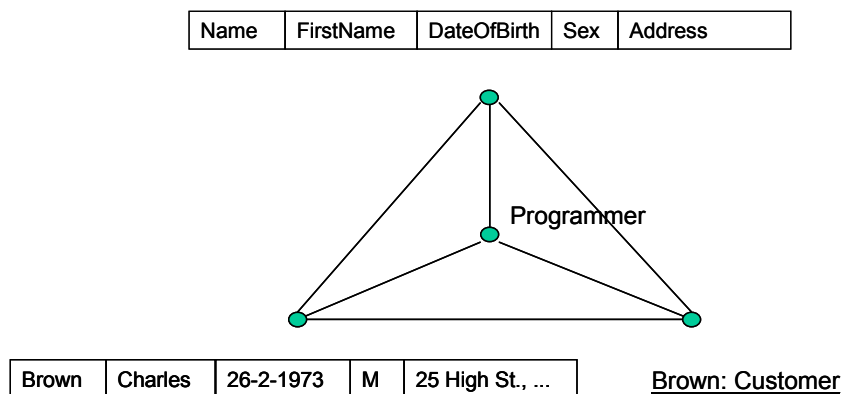 Name FirstName DateOfBirth Sex Address
Programmer
Brown Charles 26-2-1973 M 25 High St., ...
Brown: Customer